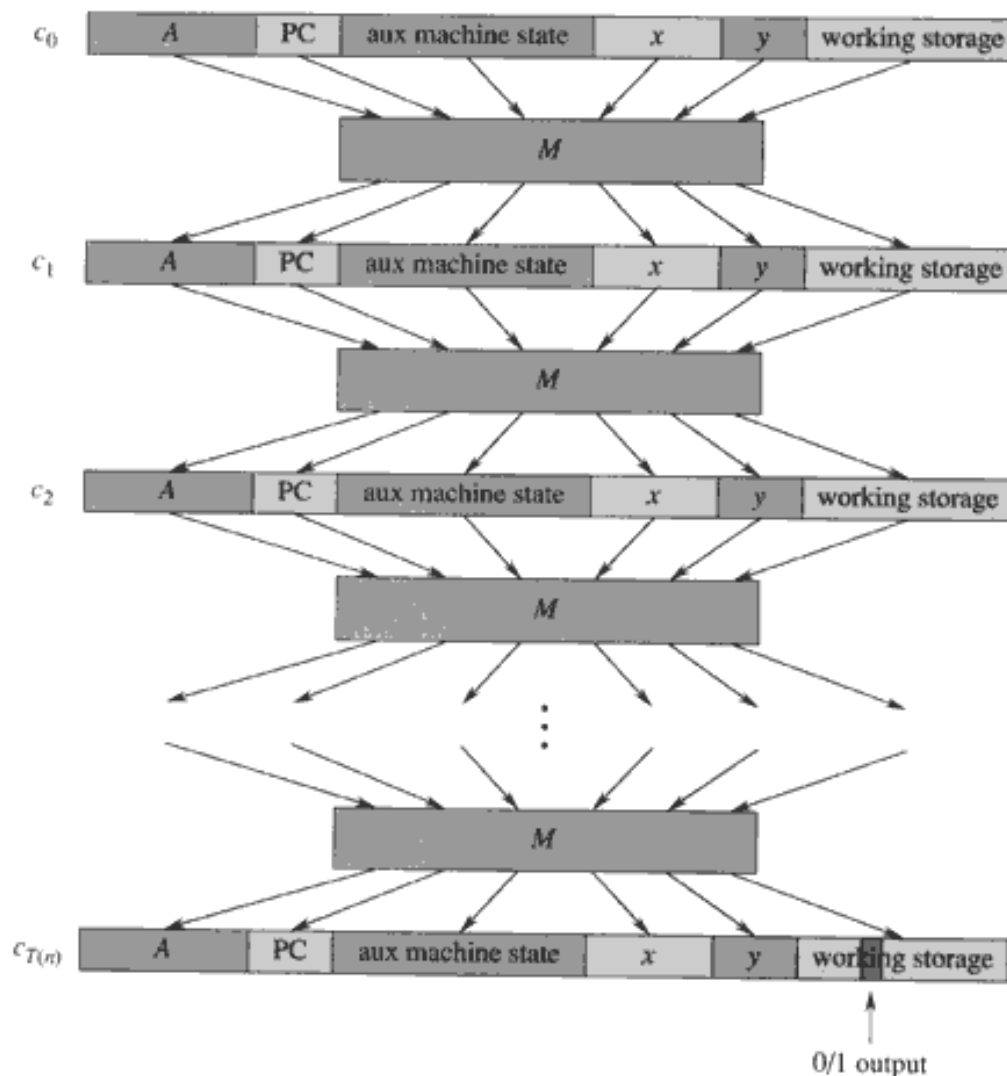 c0 A PC aux machine state x y working storage
M
c1 A PC aux machine state x y working storage
M
c2 A PC aux machine state x y working storage
M
M
cT(n) A PC aux machine state x y working storage
0/1 output